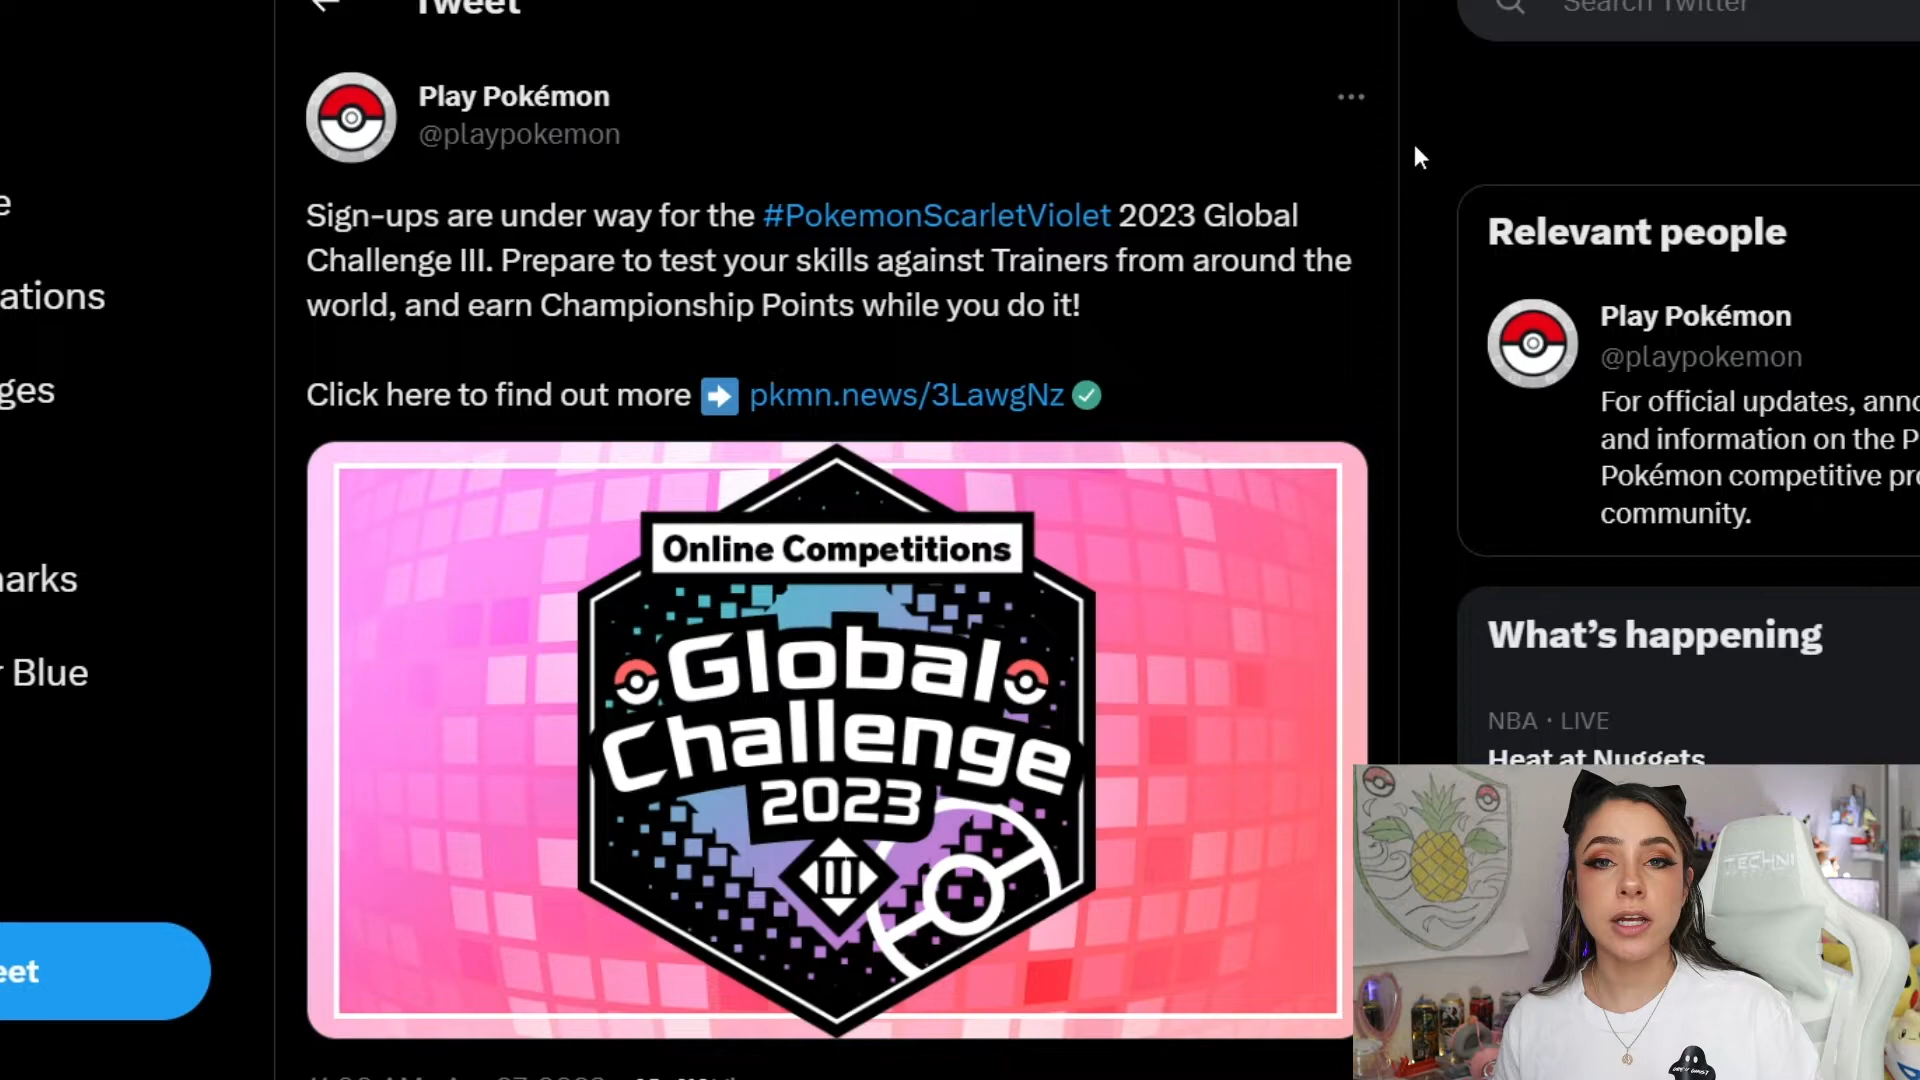 Tweet
Search Twitter
Play Pokémon
@playpokemon
Sign-ups are under way for the #PokemonScarletViolet 2023 Global
Challenge III. Prepare to test your skills against Trainers from around the
world, and earn Championship Points while you do it!
Click here to find out more ➡ pkmn.news/3LawgNz
Online Competitions
Global
Challenge
2023
III
e
ations
ges
arks
r Blue
eet
Relevant people
Play Pokémon
@playpokemon
For official updates, anno
and information on the P
Pokémon competitive pro
community.
What's happening
NBA · LIVE
Heat at Nuggets
TECHNI